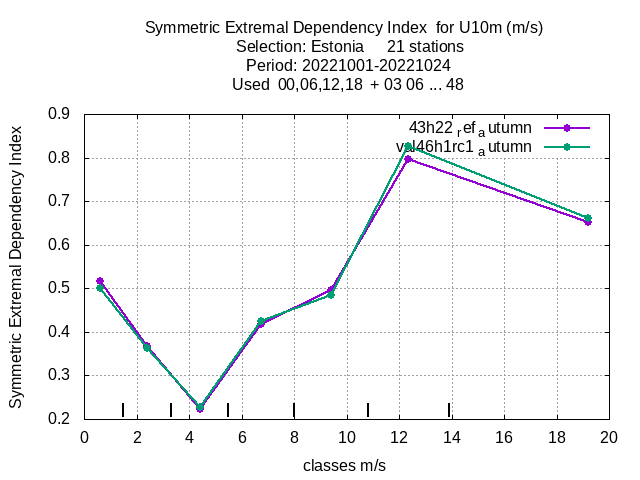 Symmetric Extremal Dependency Index for U10m (m/s)
Selection: Estonia 21 stations
Period: 20221001-20221024
Used 00,06,12,18 + 03 06 ... 48
Symmetric Extremal Dependency Index
0.9
0.8
0.7
0.6
0.5
0.4
0.3
0.2
43h22 ref a utumn
46h1rc1 a utumn
0 2 4 6 8 10 12 14 16 18 20
classes m/s